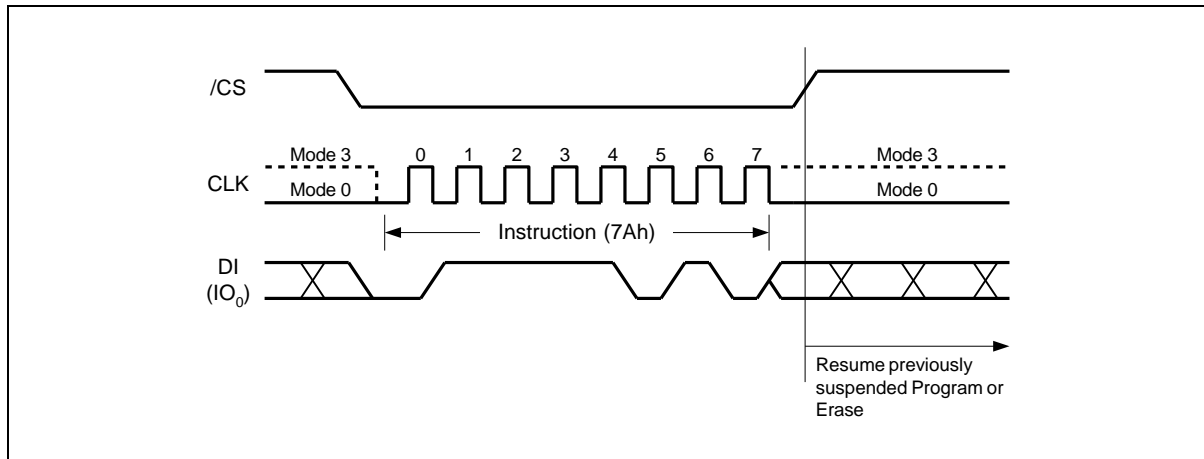 /CS
Mode 3
0 1 2 3 4 5 6 7
Mode 3
CLK
Mode 0
Mode 0
Instruction (7Ah)
DI
(IO0)
Resume previously
suspended Program or
Erase